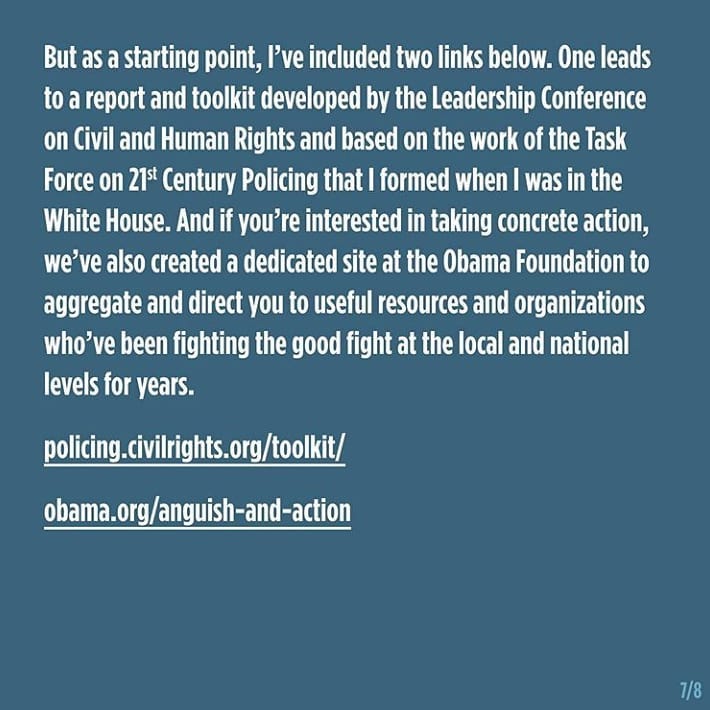 But as a starting point, I’ve included two links below. One leads
to a report and toolkit developed by the Leadership Conference
on Civil and Human Rights and based on the work of the Task
Force on 21st Century Policing that I formed when I was in the
White House. And if you’re interested in taking concrete action,
we’ve also created a dedicated site at the Obama Foundation to
aggregate and direct you to useful resources and organizations
who’ve been fighting the good fight at the local and national
levels for years.
policing.civilrights.org/toolkit/
obama.org/anguish-and-action
7/8